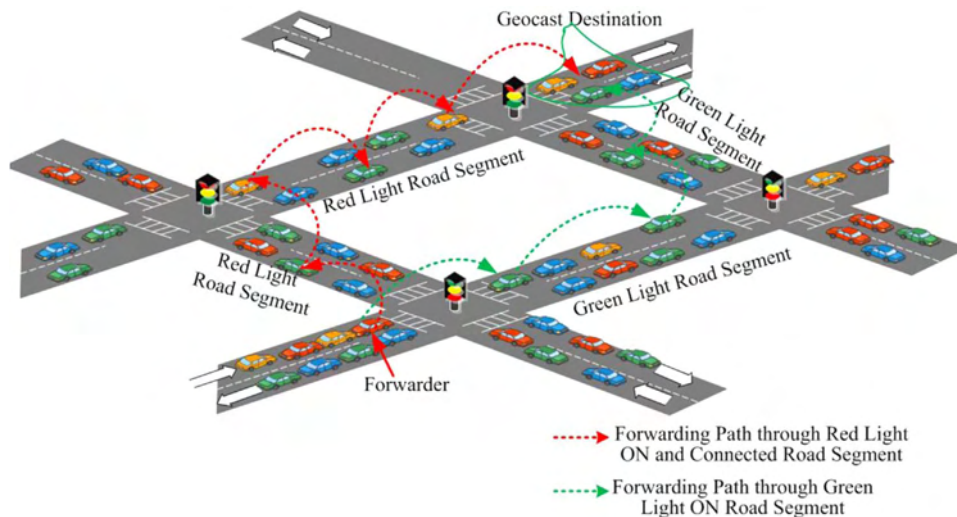 Geocast Destination
Green Light
Road Segment
Red Light Road Segment
Red Light
Road Segment
Green Light Road Segment
Forwarder
Forwarding Path through Red Light
ON and Connected Road Segment
Forwarding Path through Green
Light ON Road Segment